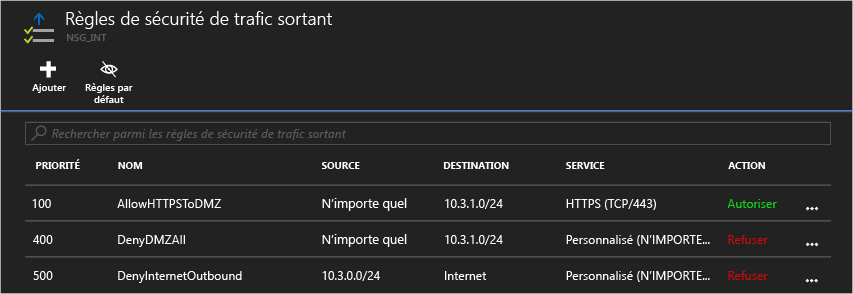 Règles de sécurité de trafic sortant
NSG_INT
Ajouter
Règles par défaut
Rechercher parmi les règles de sécurité de trafic sortant
PRIORITÉ NOM SOURCE DESTINATION SERVICE ACTION
100 AllowHTTPSToDMZ N'importe quel 10.3.1.0/24 HTTPS (TCP/443) Autoriser ...
400 DenyDMZAll N'importe quel 10.3.1.0/24 Personnalisé (N'IMPORTE... Refuser ...
500 DenyInternetOutbound 10.3.0.0/24 Internet Personnalisé (N'IMPORTE... Refuser ...